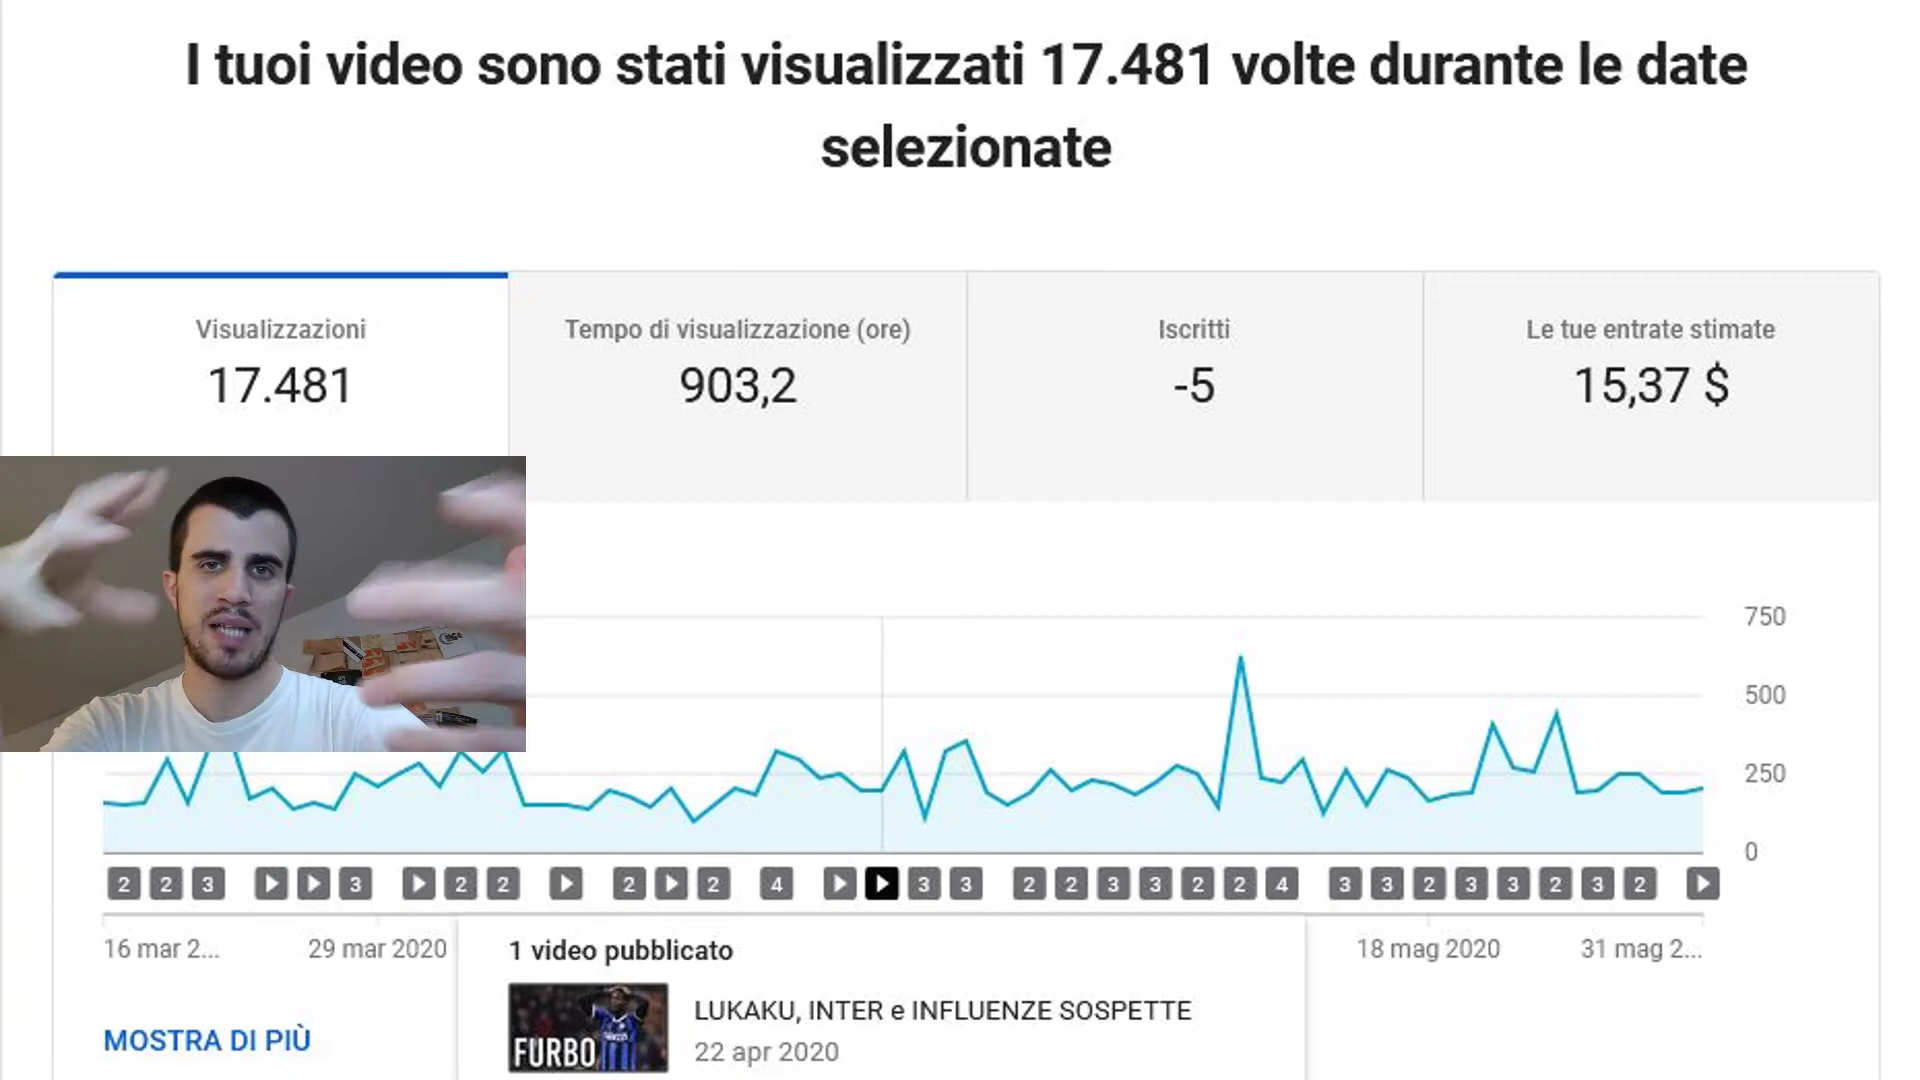 I tuoi video sono stati visualizzati 17.481 volte durante le date
selezionate
Visualizzazioni
17.481
Tempo di visualizzazione (ore)
903,2
Iscritti
-5
Le tue entrate stimate
15,37 $
750
500
250
0
2 2 3 3 2 2 2 2 4 3 3 2 2 3 3 2 2 4 3 3 2 3 3 2 3 2
16 mar 2...
29 mar 2020
18 mag 2020
31 mag 2...
1 video pubblicato
FURBO
LUKAKU, INTER e INFLUENZE SOSPETTE
22 apr 2020
MOSTRA DI PIÙ